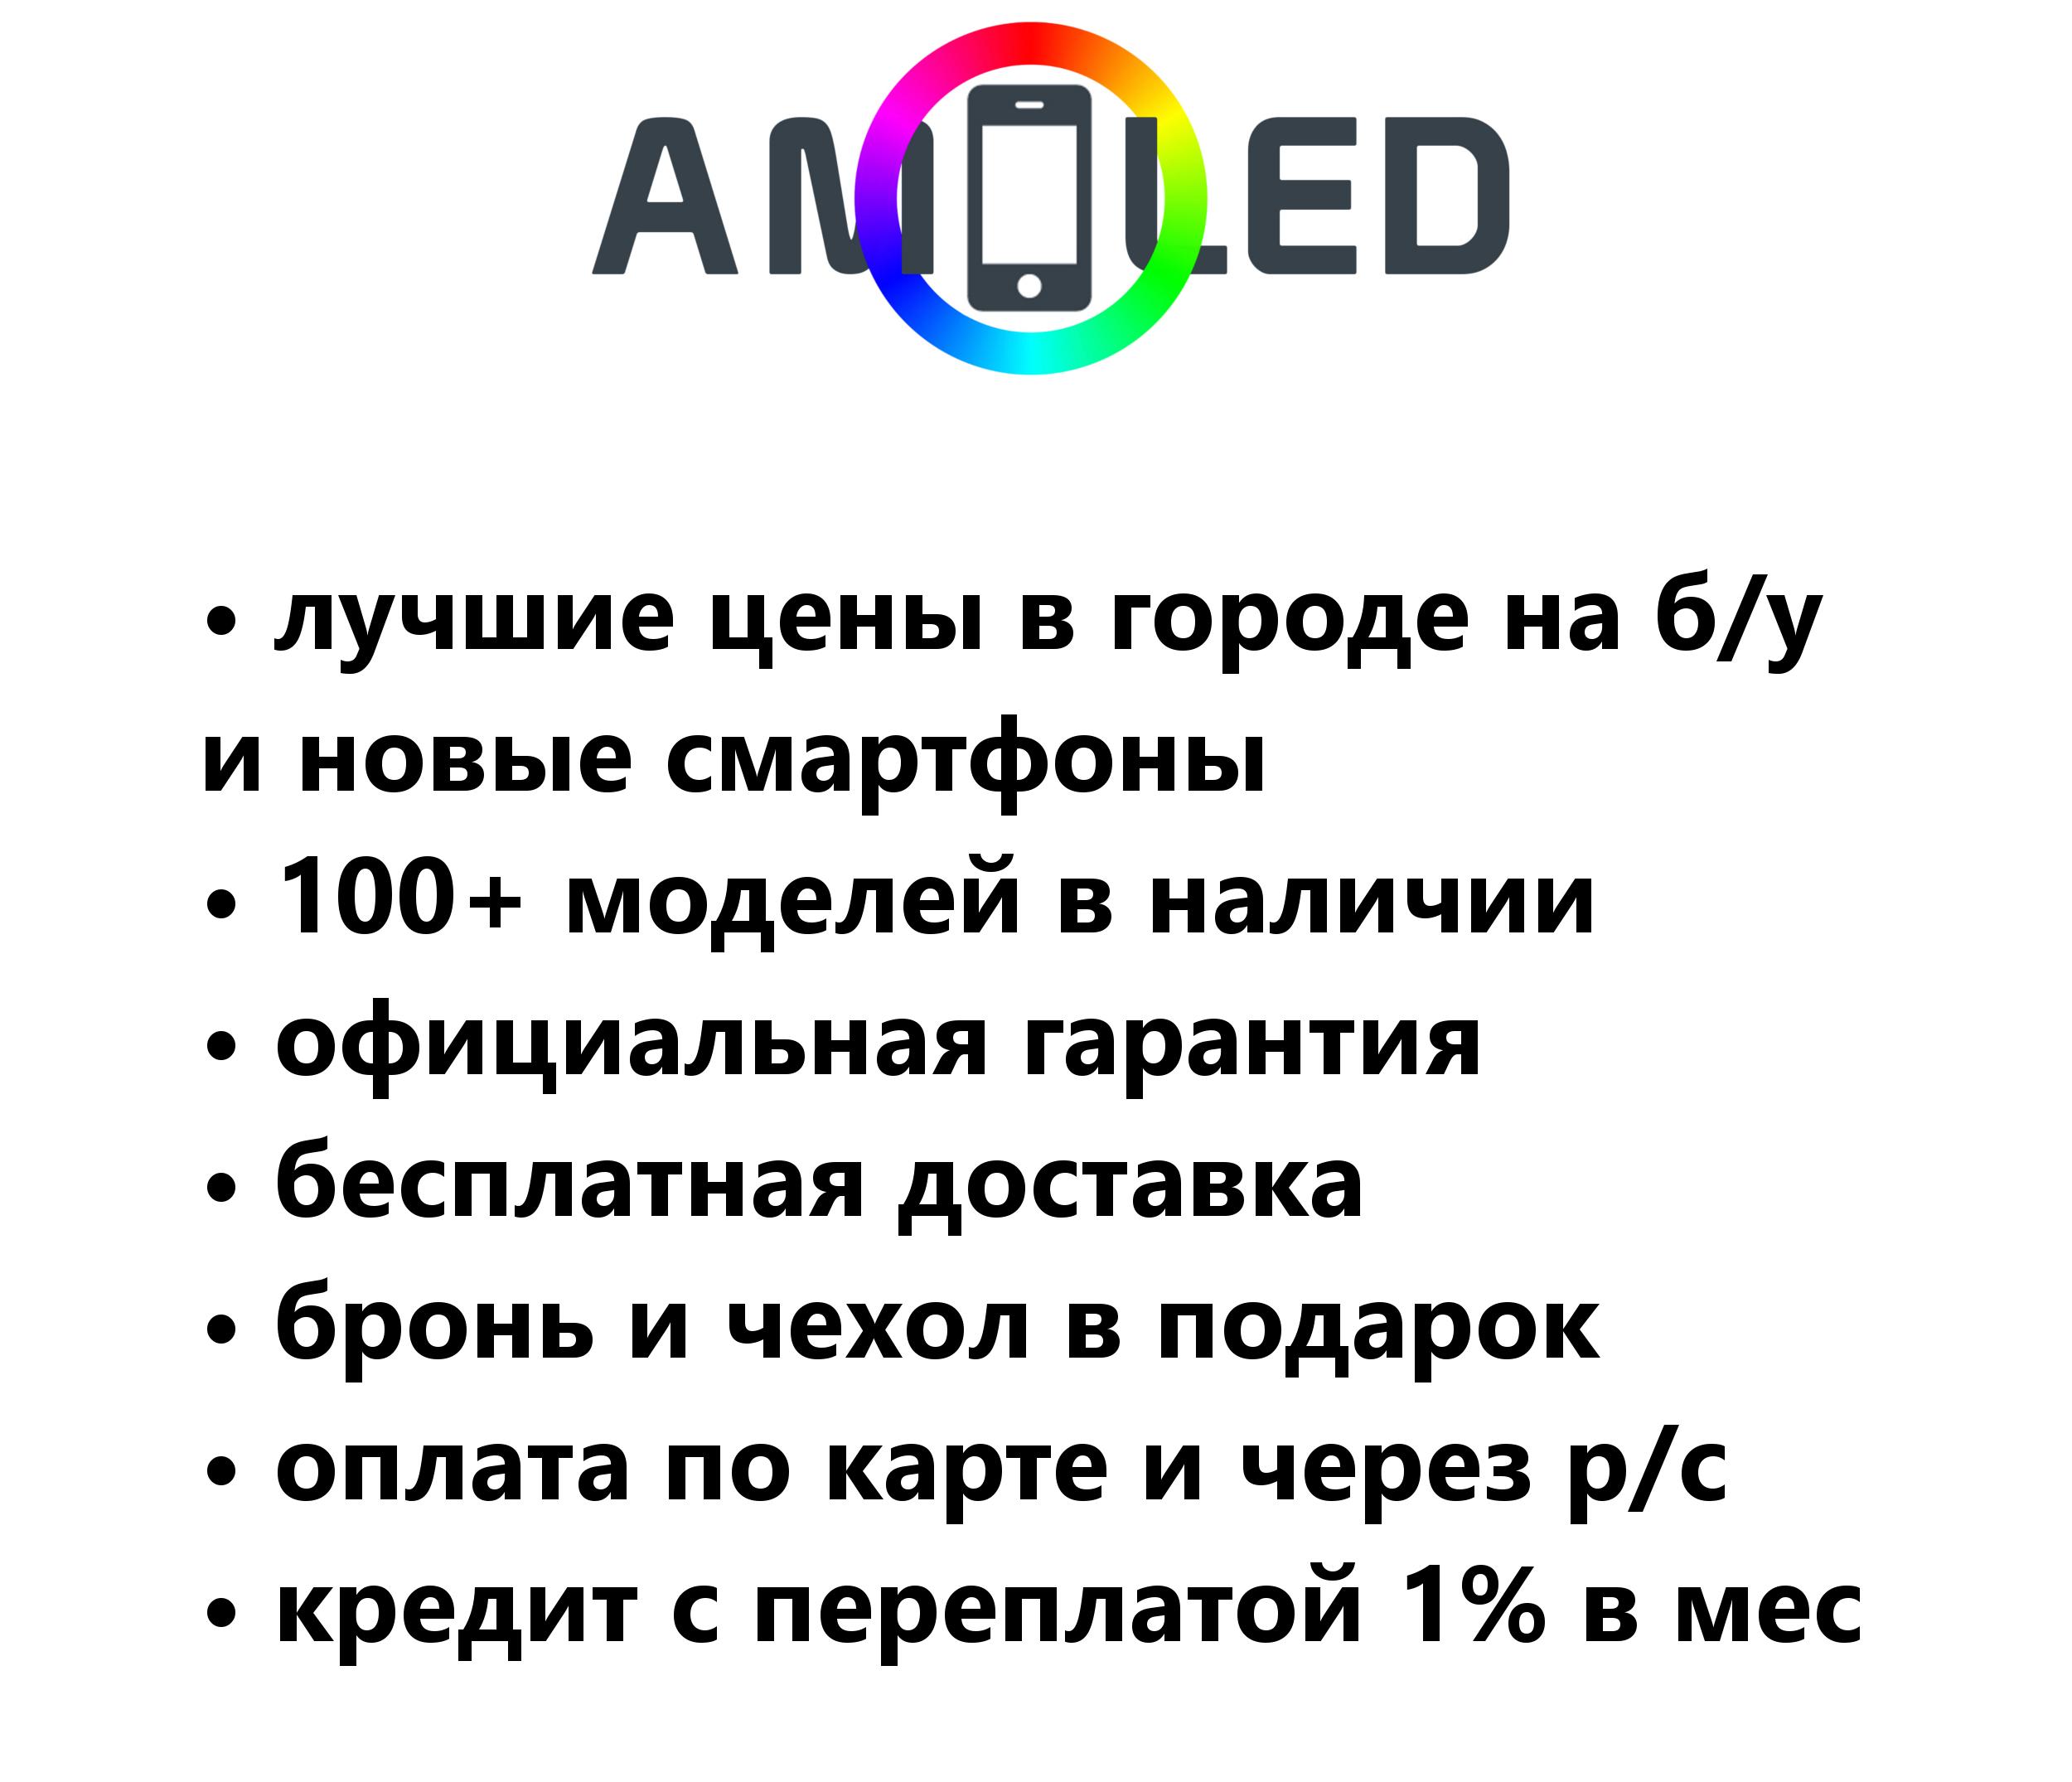 AMOLED
• лучшие цены в городе на б/у
и новые смартфоны
• 100+ моделей в наличии
• официальная гарантия
• бесплатная доставка
• бронь и чехол в подарок
• оплата по карте и через р/с
• кредит с переплатой 1% в мес